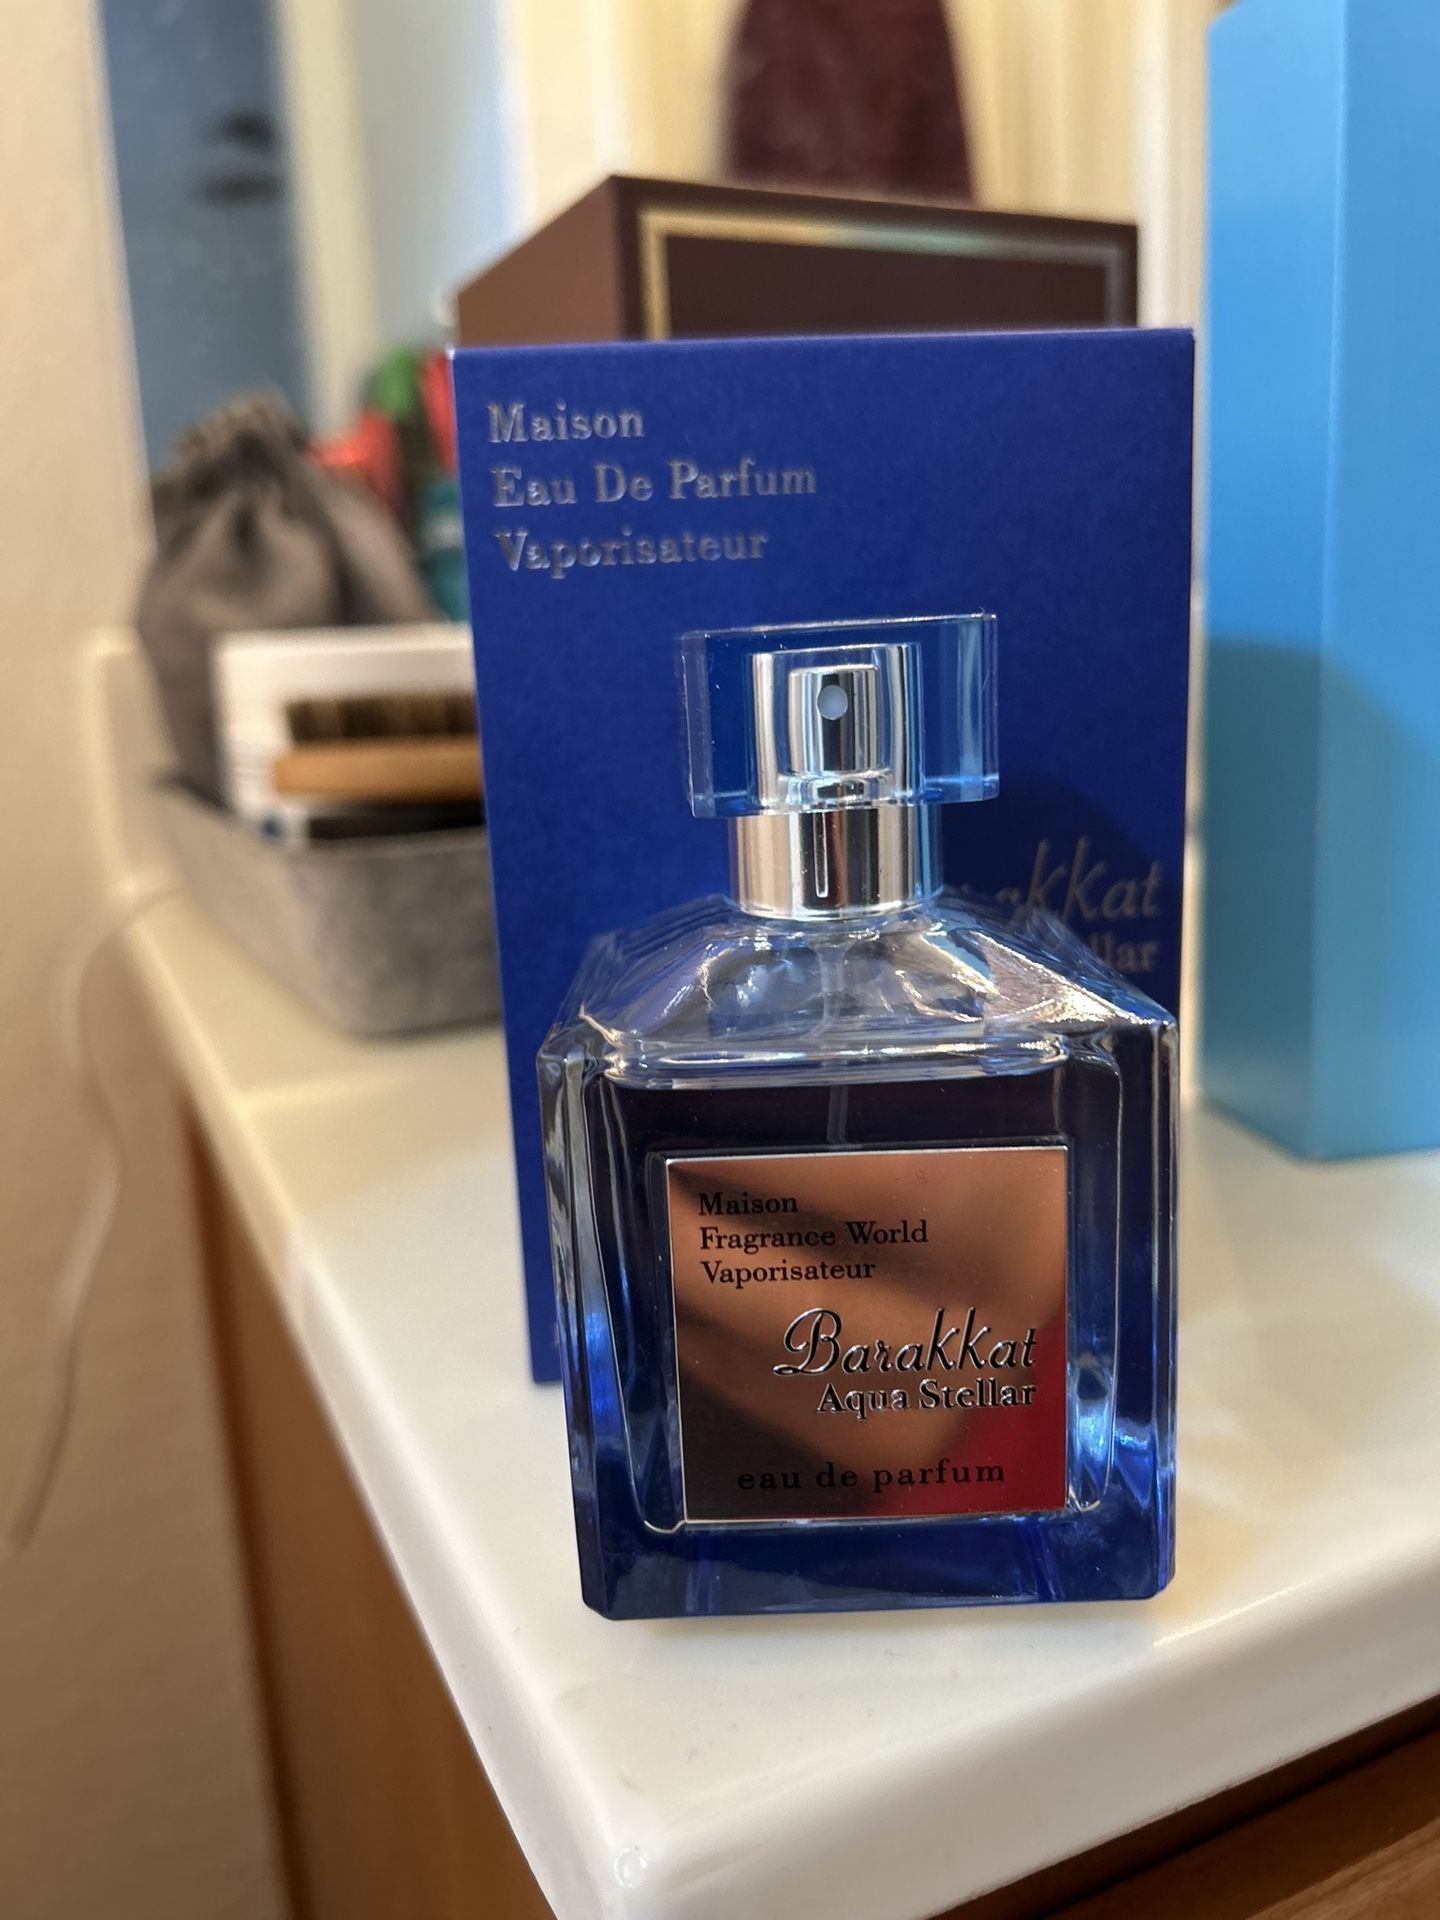 Maison
Eau De Parfum
Vaporisateur
Maison
Fragrance World
Vaporisateur
Barakkat
Aqua Stellar
eau de parfum